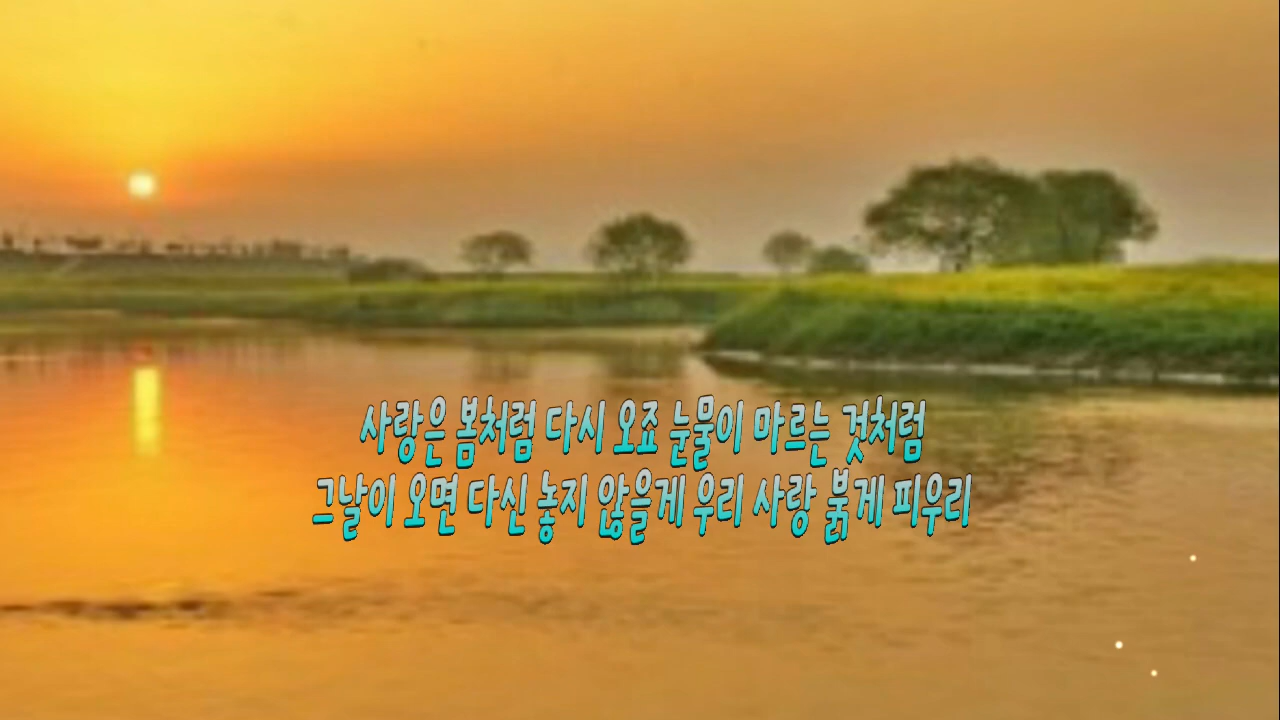 사랑은 봄처럼 다시 오죠 눈물이 마르는 것처럼
그날이 오면 다신 놓지 않을게 우리 사랑 붉게 피우리